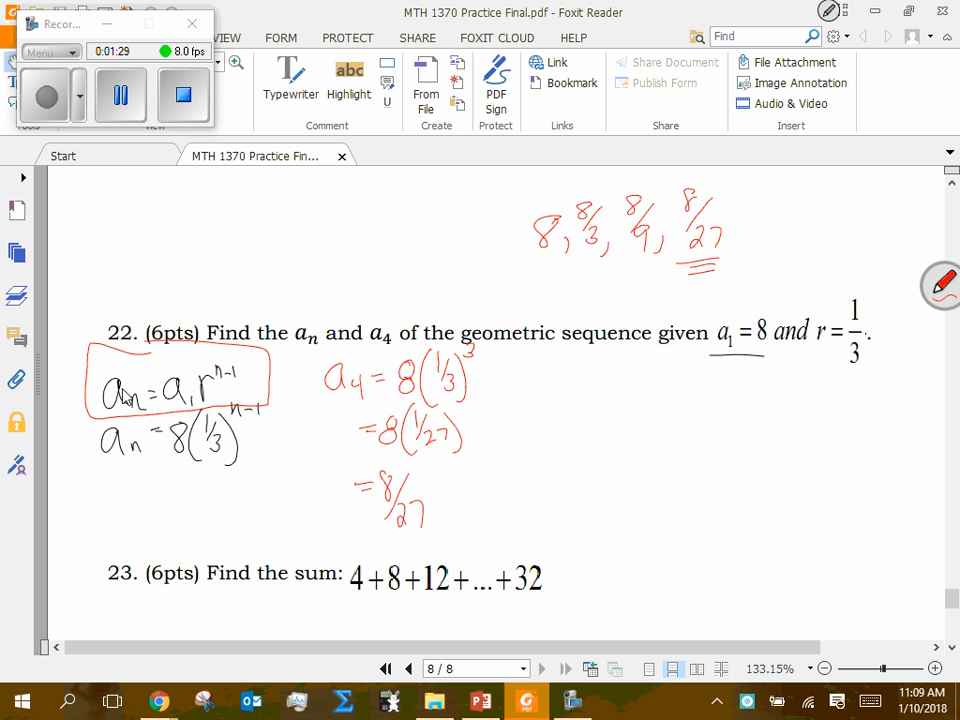 Recor...
MTH 1370 Practice Final.pdf - Foxit Reader
Menu
0:01:29
8.0 fps
VIEW FORM PROTECT SHARE FOXIT CLOUD HELP
Find
Typewriter
Highlight
From File
PDF Sign
Link
Bookmark
Share Document
Publish Form
File Attachment
Image Annotation
Audio & Video
Tools
View
Comment
Create
Protect
Links
Share
Insert
Start
MTH 1370 Practice Fin...
8, 8/3, 8/9, 8/27
22. (6pts) Find the aₙ and a₄ of the geometric sequence given a₁ = 8 and r = 1/3.
aₙ = a₁rⁿ⁻¹
aₙ = 8(1/3)ⁿ⁻¹
a₄ = 8(1/3)³
= 8(1/27)
= 8/27
23. (6pts) Find the sum: 4+8+12+...+32
8 / 8
133.15%
11:09 AM
1/10/2018